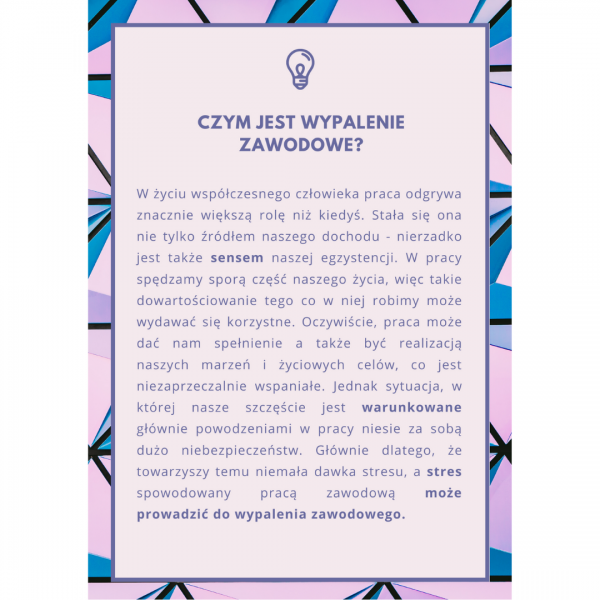 CZYM JEST WYPALENIE
ZAWODOWE?
W życiu współczesnego człowieka praca odgrywa
znacznie większą rolę niż kiedyś. Stała się ona
nie tylko źródłem naszego dochodu - nierzadko
jest także sensem naszej egzystencji. W pracy
spędzamy sporą część naszego życia, więc takie
dowartościowanie tego co w niej robimy może
wydawać się korzystne. Oczywiście, praca może
dać nam spełnienie a także być realizacją
naszych marzeń i życiowych celów, co jest
niezaprzeczalnie wspaniałe. Jednak sytuacja, w
której nasze szczęście jest warunkowane
głównie powodzeniami w pracy niesie za sobą
dużo niebezpieczeństw. Głównie dlatego, że
towarzyszy temu niemała dawka stresu, a stres
spowodowany pracą zawodową może
prowadzić do wypalenia zawodowego.